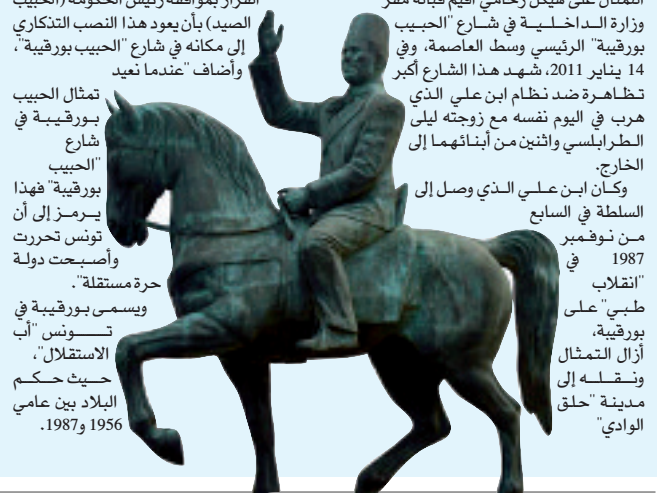 وزارة الداخلية في شارع "الحبيب
بورقيبة" الرئيسي وسط العاصمة، وفي
14 يناير 2011، شهد هذا الشارع أكبر
تظاهرة ضد نظام ابن علي الذي
هرب في اليوم نفسه مع زوجته ليلى
الطرابلسي واثنين من أبنائهما إلى
الخارج.
وكان ابن علي الذي وصل إلى
السلطة في السابع
من نوفمبر
1987 في
"انقلاب
طبي" على
بورقيبة،
أزال التمثال
ونقله إلى
مدينة "حلق
الوادي"
الصيد) بأن يعود هذا النصب التذكاري
إلى مكانه في شارع "الحبيب بورقيبة"،
وأضاف "عندما نعيد
تمثال الحبيب
بورقيبة في
شارع
"الحبيب
بورقيبة" فهذا
يرمز إلى أن
تونس تحررت
وأصبحت دولة
حرة مستقلة".
ويسمى بورقيبة في
تونس "أب
الاستقلال"،
حيث حكم
البلاد بين عامي
1956 و1987.